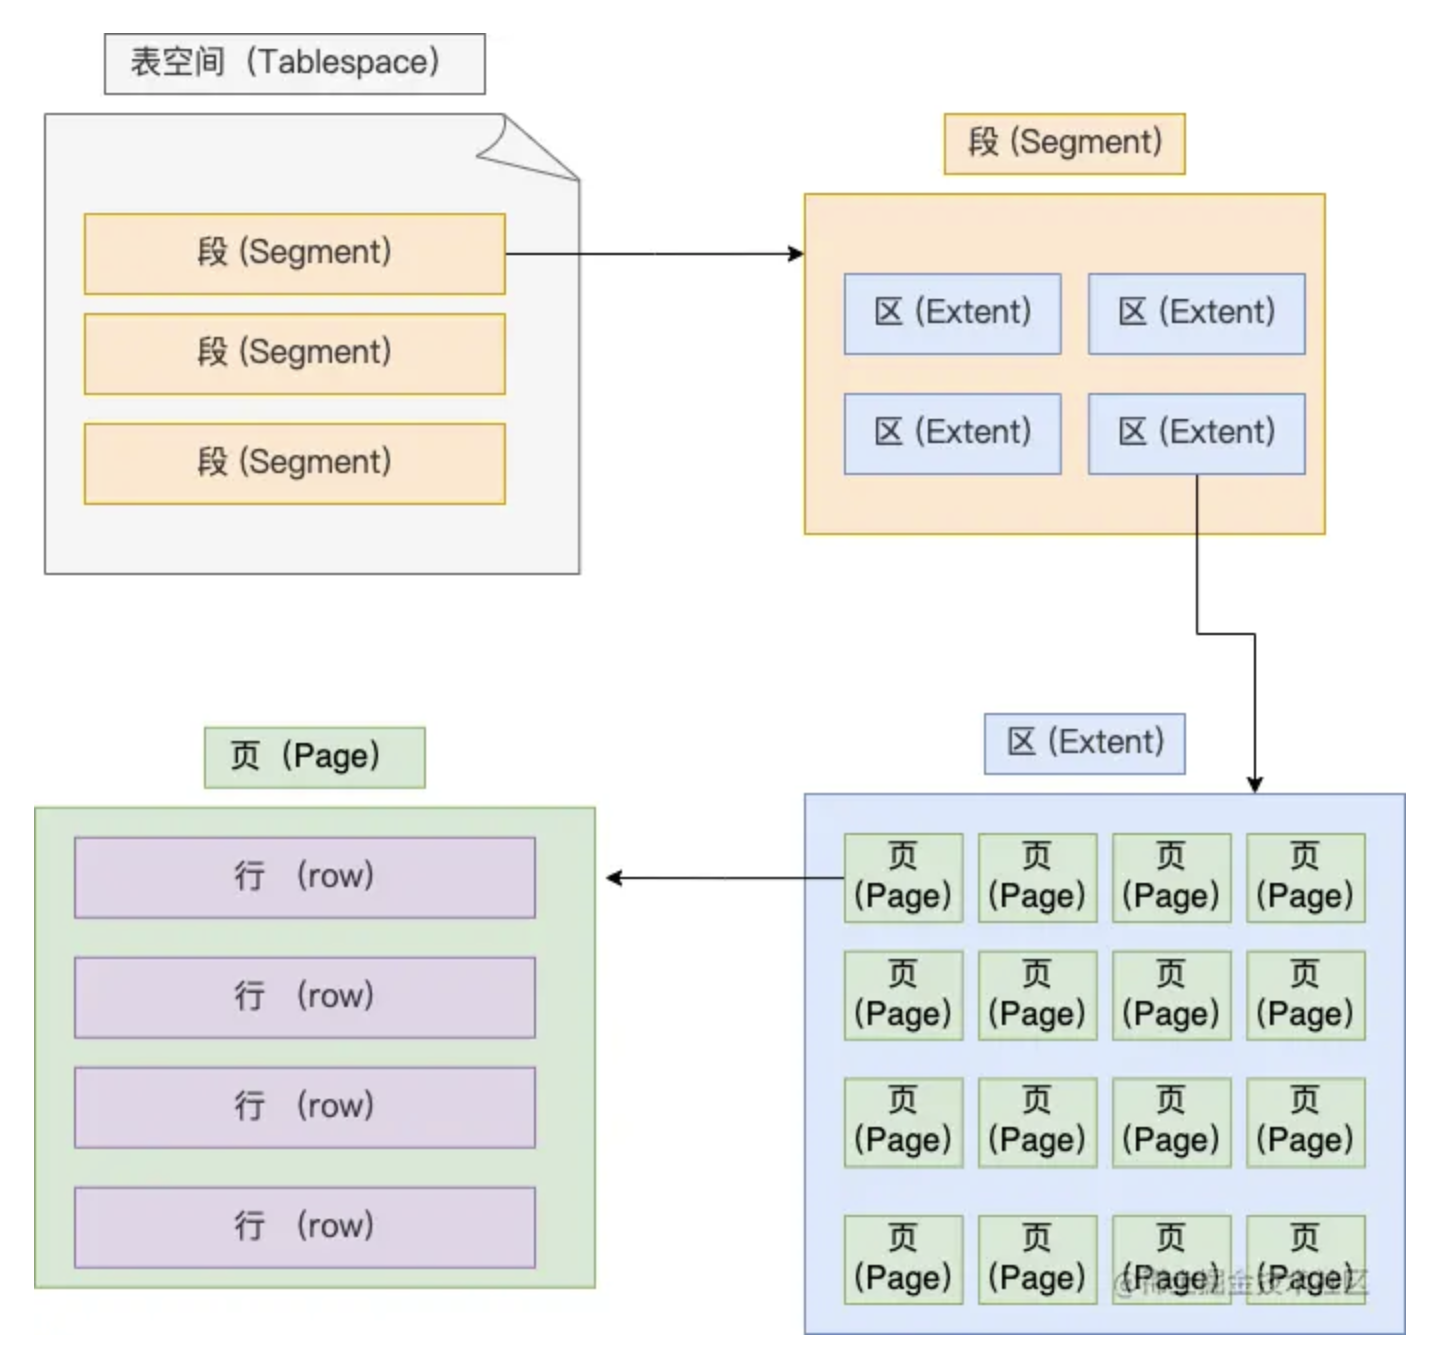 表空间（Tablespace）
段 (Segment)
段 (Segment)
段 (Segment)
段 (Segment)
区 (Extent)
区 (Extent)
区 (Extent)
区 (Extent)
区 (Extent)
页
(Page)
页
(Page)
页
(Page)
页
(Page)
页
(Page)
页
(Page)
页
(Page)
页
(Page)
页
(Page)
页
(Page)
页
(Page)
页
(Page)
页
(Page)
页
(Page)
页
(Page)
页
(Page)
@稀土掘金技术社区
页（Page）
行 （row）
行 （row）
行 （row）
行 （row）